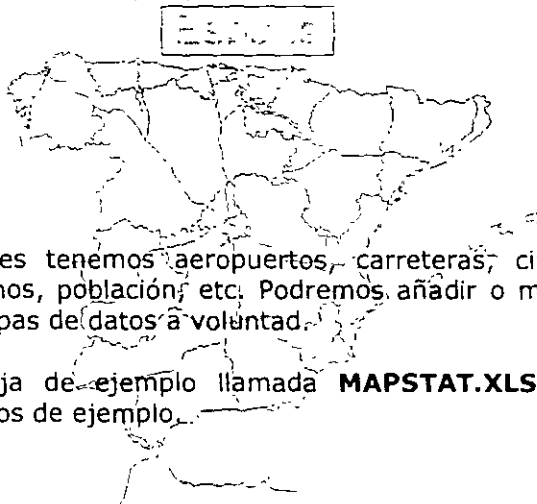 es tenemos aeropuertos, carreteras, ci
nos, población, etc. Podremos añadir o m
pas de datos a voluntad.
ja de ejemplo llamada MAPSTAT.XLS
os de ejemplo.